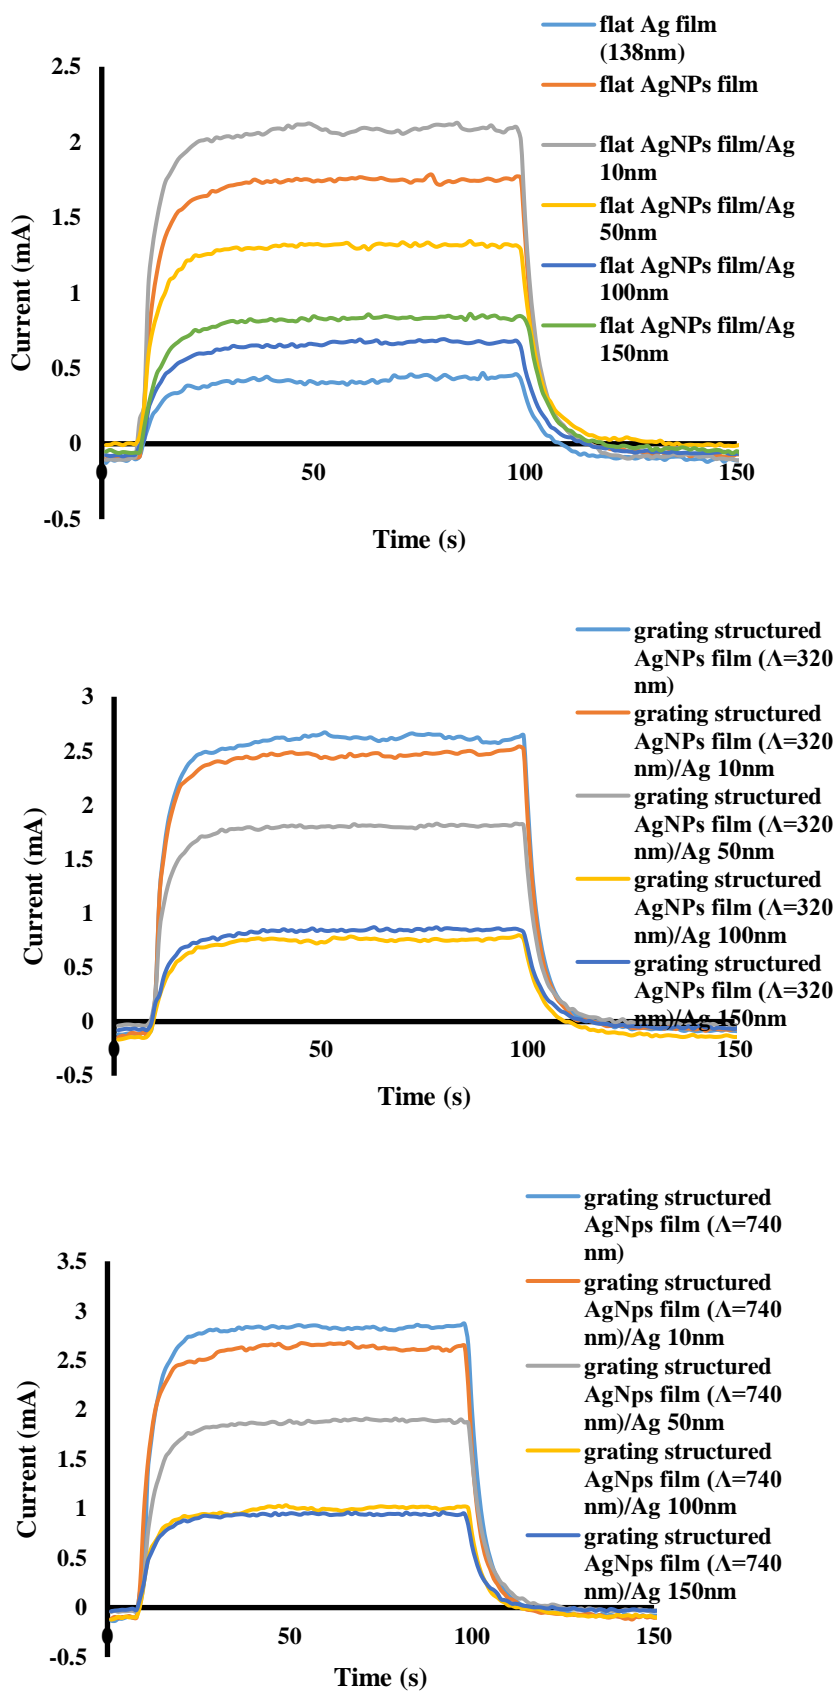 flat Ag film
(138nm)
flat AgNPs film
flat AgNPs film/Ag
10nm
flat AgNPs film/Ag
50nm
flat AgNPs film/Ag
100nm
flat AgNPs film/Ag
150nm
2.5
2
1.5
1
0.5
0
-0.5
Current (mA)
0
50
100
150
Time (s)
grating structured
AgNPs film (Λ=320
nm)
grating structured
AgNPs film (Λ=320
nm)/Ag 10nm
grating structured
AgNPs film (Λ=320
nm)/Ag 50nm
grating structured
AgNPs film (Λ=320
nm)/Ag 100nm
grating structured
AgNPs film (Λ=320
nm)/Ag 150nm
3
2.5
2
1.5
1
0.5
0
-0.5
Current (mA)
0
50
100
150
Time (s)
grating structured
AgNps film (Λ=740
nm)
grating structured
AgNps film (Λ=740
nm)/Ag 10nm
grating structured
AgNps film (Λ=740
nm)/Ag 50nm
grating structured
AgNps film (Λ=740
nm)/Ag 100nm
grating structured
AgNps film (Λ=740
nm)/Ag 150nm
3.5
3
2.5
2
1.5
1
0.5
0
-0.5
Current (mA)
0
50
100
150
Time (s)